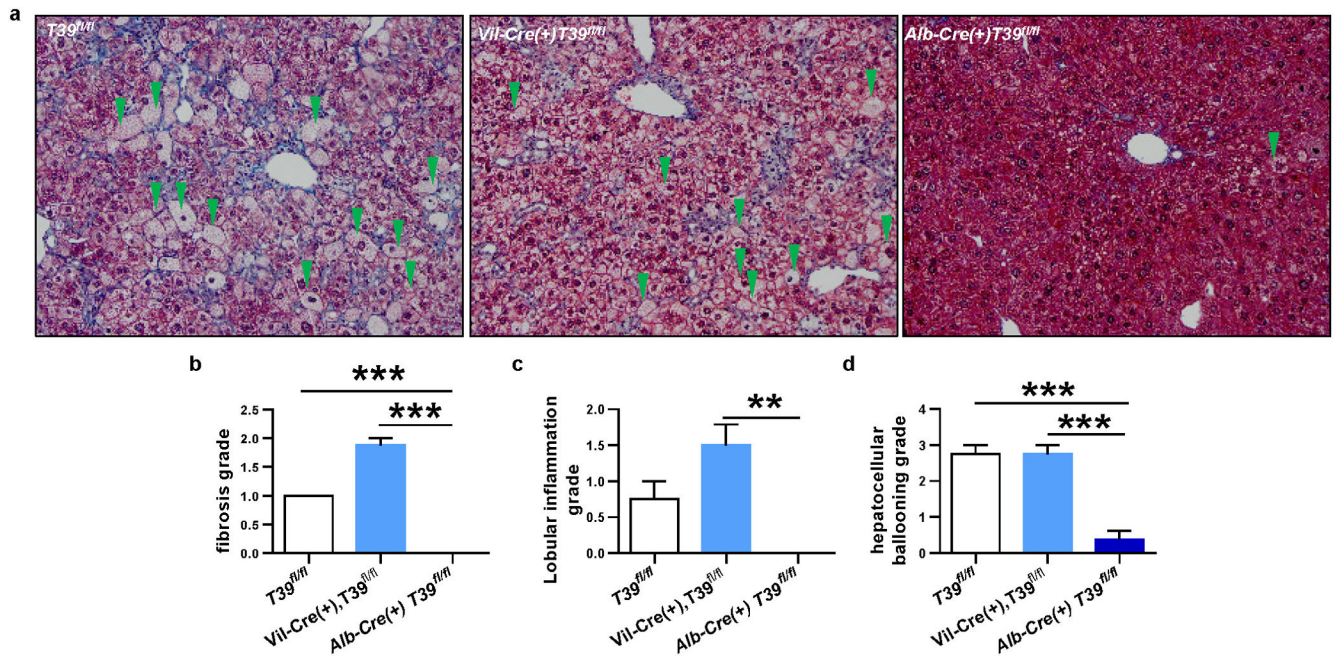 a
T39fl/fl
Vil-Cre(+)T39fl/fl
Alb-Cre(+)T39fl/fl
b
***
***
fibrosis grade
2.5
2.0
1.5
1.0
0.5
0.0
T39fl/fl
Vil-Cre(+),T39fl/fl
Alb-Cre(+) T39fl/fl
c
**
Lobular inflammation
grade
2.0
1.5
1.0
0.5
0.0
T39fl/fl
Vil-Cre(+),T39fl/fl
Alb-Cre(+) T39fl/fl
d
***
***
hepatocellular
ballooning grade
4
3
2
1
0
T39fl/fl
Vil-Cre(+),T39fl/fl
Alb-Cre(+) T39fl/fl